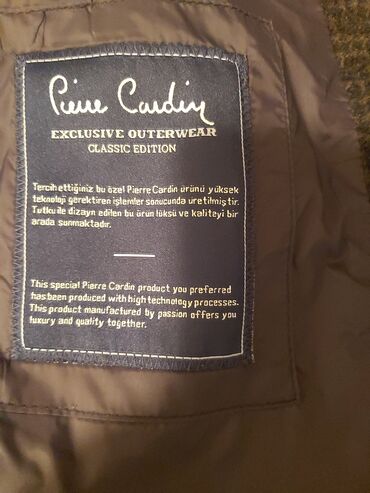 Pierre Cardin
EXCLUSIVE OUTERWEAR
CLASSIC EDITION
Tercih ettiğiniz bu özel Pierre Cardin ürünü yüksek
teknoloji gerektiren işlemler sonucunda üretilmiştir.
Tutku ile dizayn edilen bu ürün lüksü ve kaliteyi bir
arada sunmaktadır.
This special Pierre Cardin product you preferred
has been produced with high technology processes.
This product manufactured by passion offers you
luxury and quality together.